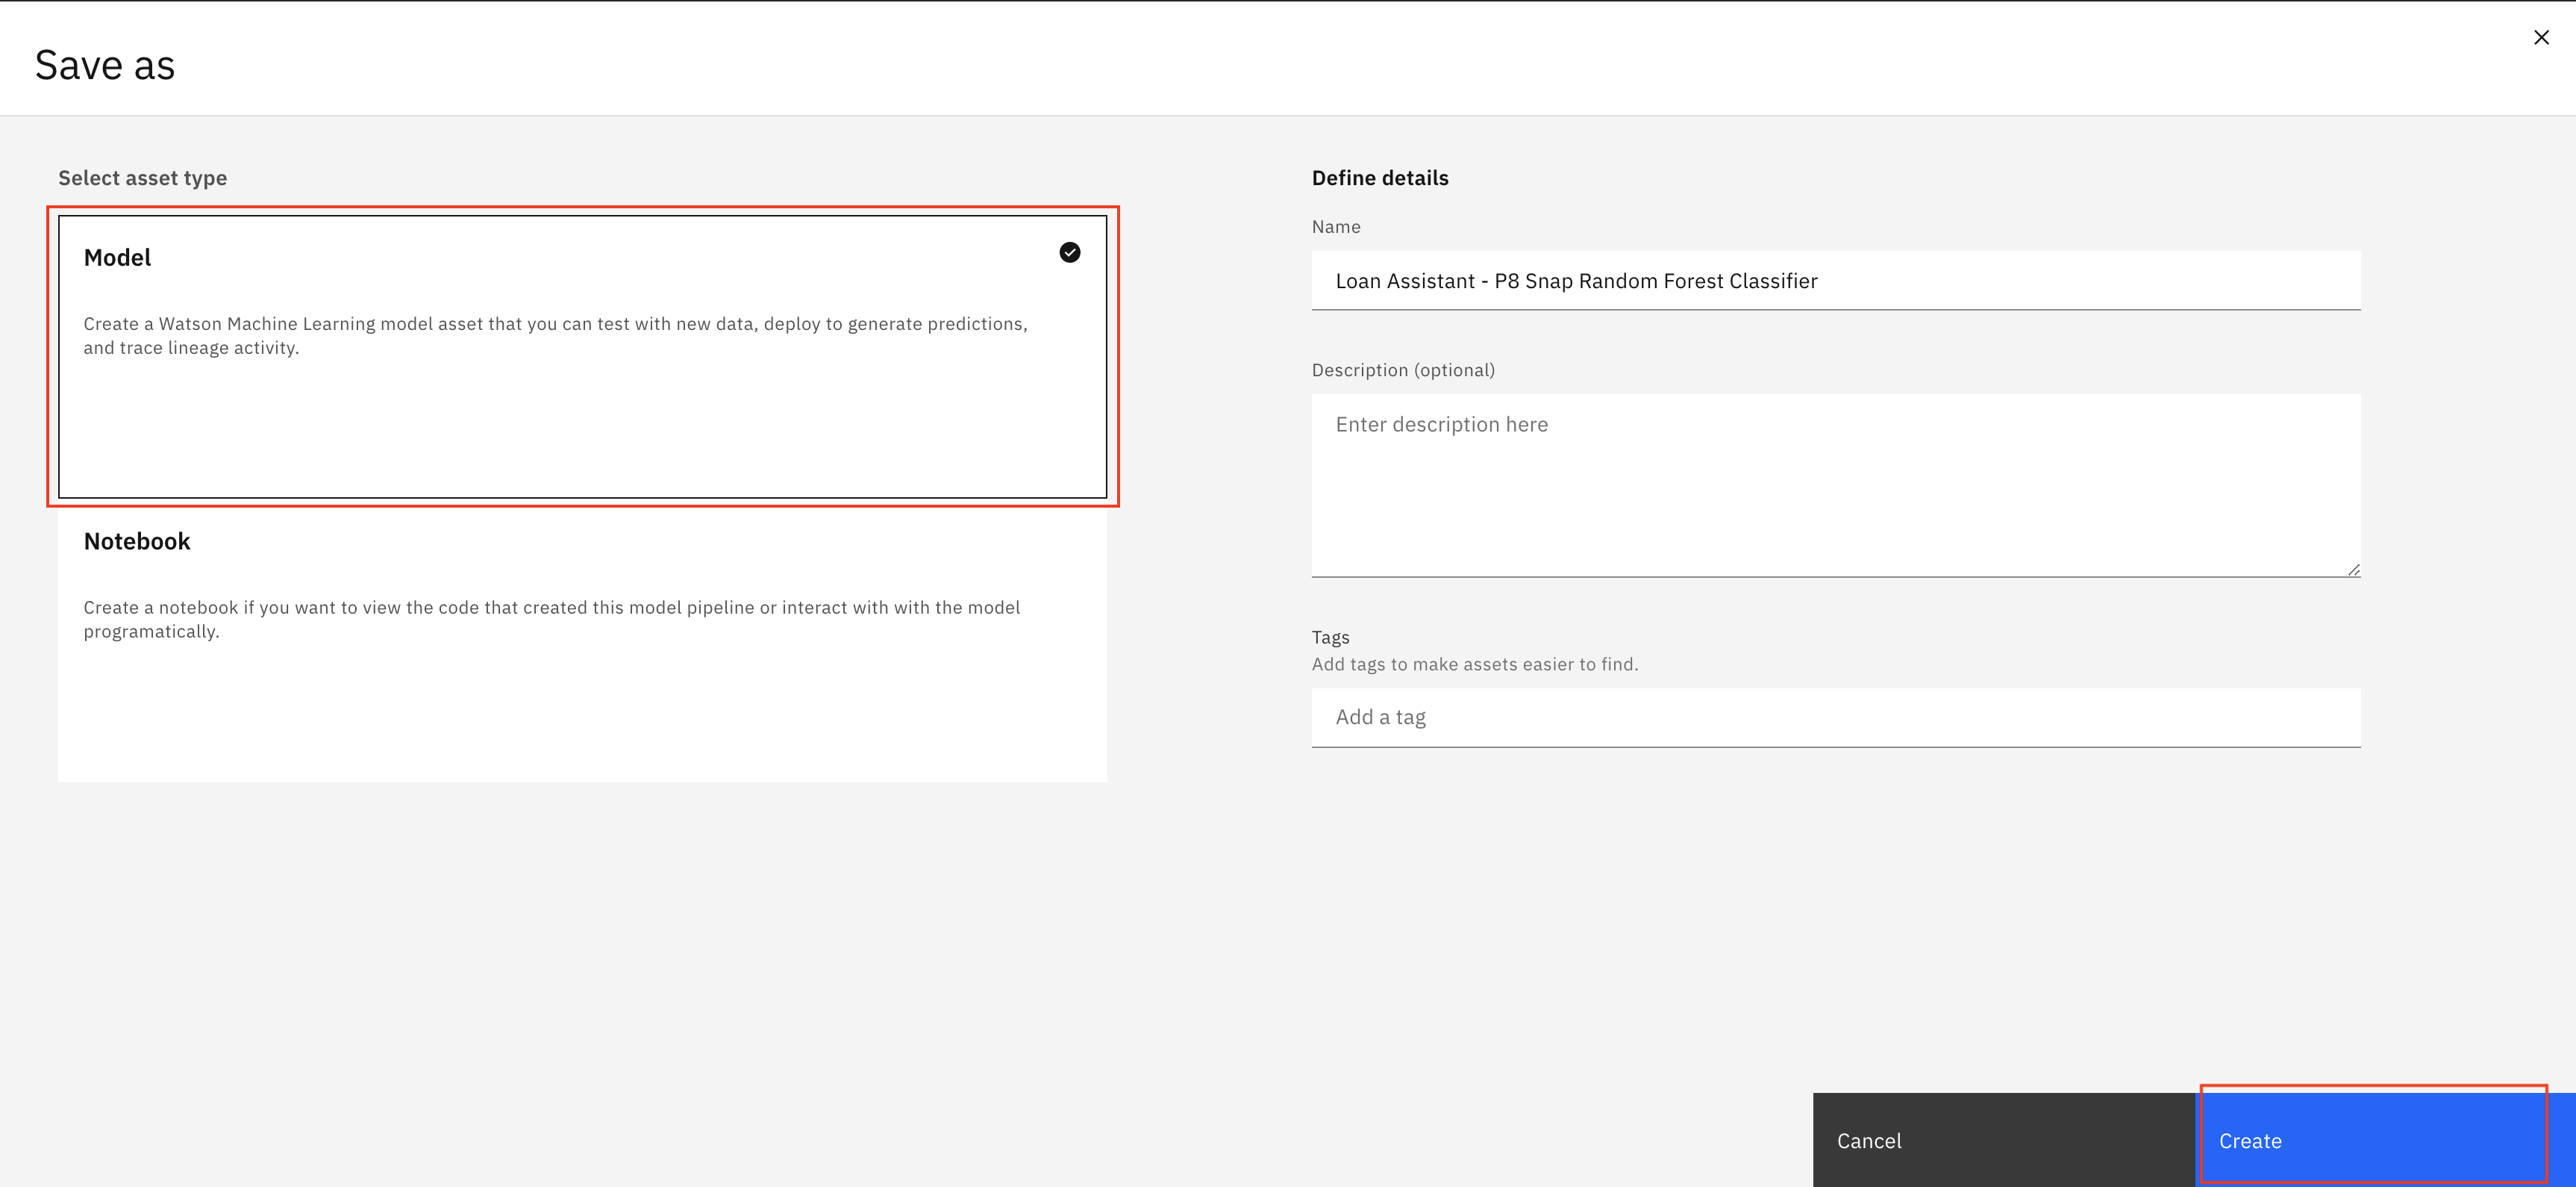 Save as
Select asset type
Model
Create a Watson Machine Learning model asset that you can test with new data, deploy to generate predictions,
and trace lineage activity.
Notebook
Create a notebook if you want to view the code that created this model pipeline or interact with with the model
programatically.
Define details
Name
Loan Assistant - P8 Snap Random Forest Classifier
Description (optional)
Enter description here
Tags
Add tags to make assets easier to find.
Add a tag
Cancel
Create